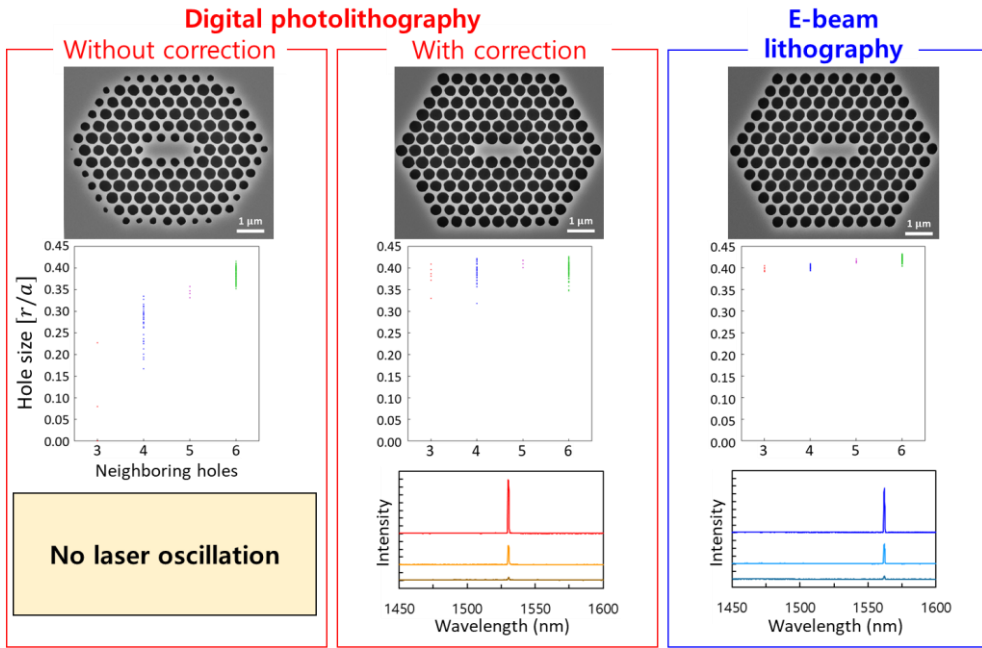 Digital photolithography
E-beam
lithography
Without correction
With correction
1 μm
1 μm
1 μm
Hole size [r/a]
0.45
0.40
0.35
0.30
0.25
0.20
0.15
0.10
0.05
0.00
3 4 5 6
Neighboring holes
0.45
0.40
0.35
0.30
0.25
0.20
0.15
0.10
0.05
0.00
3 4 5 6
0.45
0.40
0.35
0.30
0.25
0.20
0.15
0.10
0.05
0.00
3 4 5 6
No laser oscillation
Intensity
1450 1500 1550 1600
Wavelength (nm)
Intensity
1450 1500 1550 1600
Wavelength (nm)